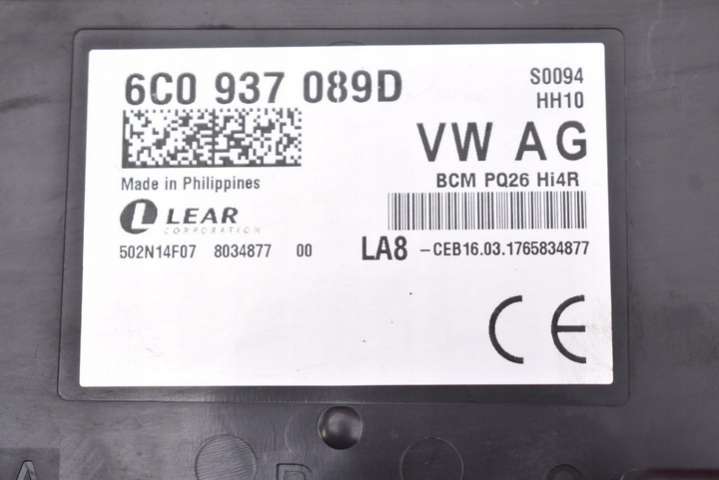 6C0 937 089D
S0094
HH10
VW AG
BCM PQ26 Hi4R
Made in Philippines
LEAR
CORPORATION
502N14F07 8034877 00
LA8 -CEB16.03.1765834877
CE
A